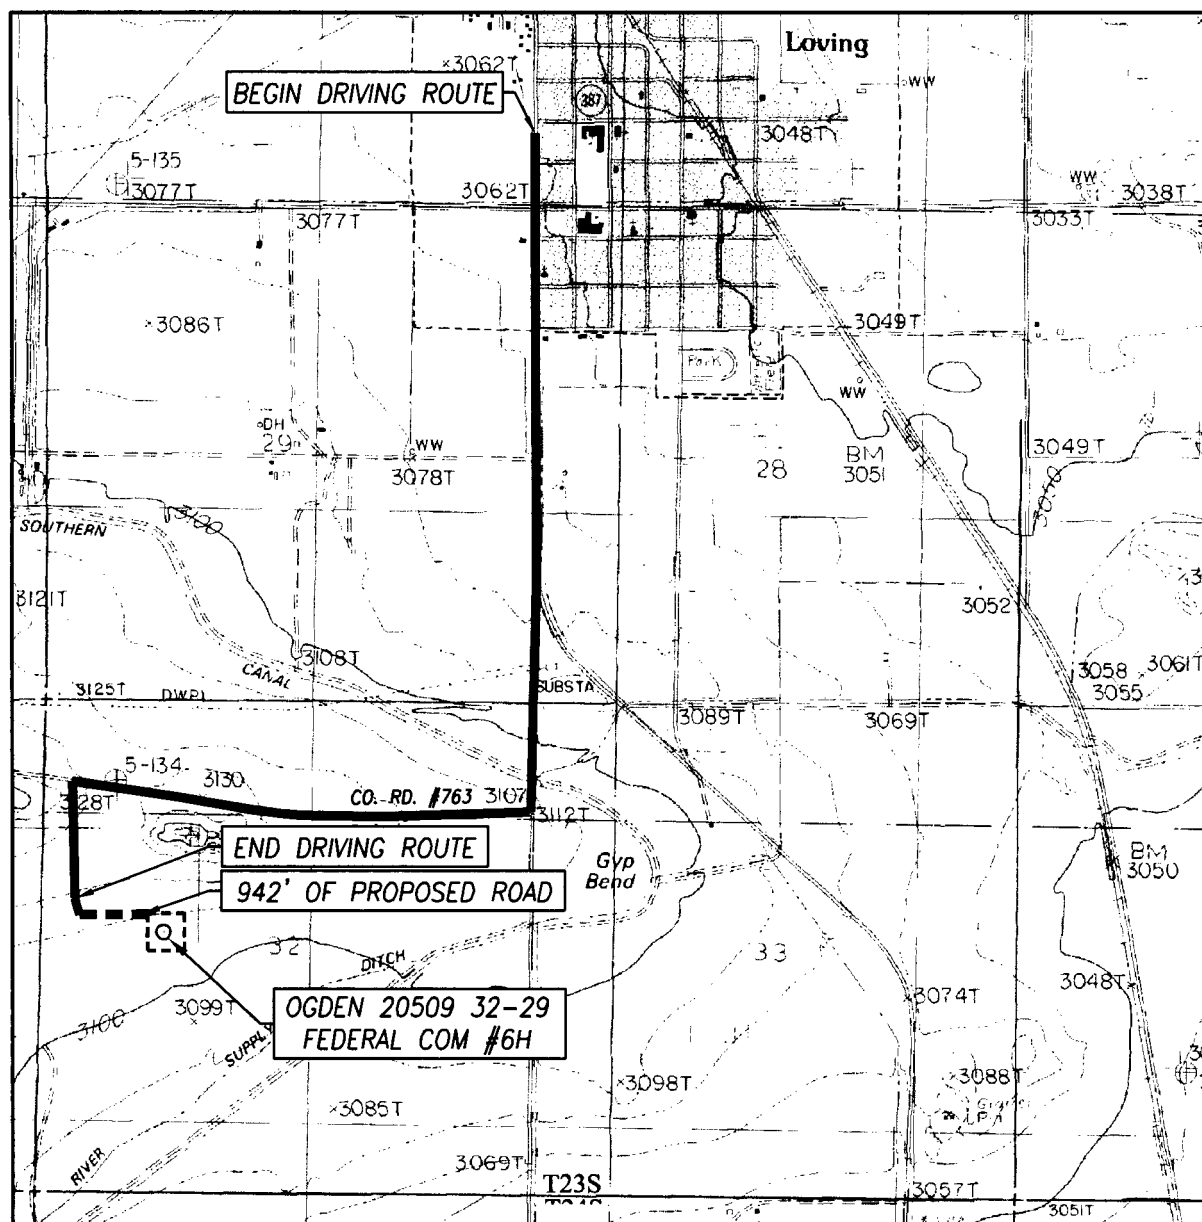 Loving
×3062T
WW
BEGIN DRIVING ROUTE
387
3048T
5-135
3077T
3062T
WW
3038T
3077T
3033T
×3086T
3049T
Park
WW
DH
29
WW
28
BM
3051
3049T
3078T
3050
3100
SOUTHERN
3121T
3052
3108T
3061T
CANAL
3058
3125T
SUBSTA
3055
3089T
3069T
5-134
3130
CO. RD. #763
3107
3128T
3112T
END DRIVING ROUTE
Gyp
Bend
BM
3050
942' OF PROPOSED ROAD
32
DITCH
33
3048T
3074T
OGDEN 20509 32-29
FEDERAL COM #6H
3099T
3100
SUPPLY
×3098T
×3088T
×3085T
RIVER
3069T
T23S
3057T
3051T